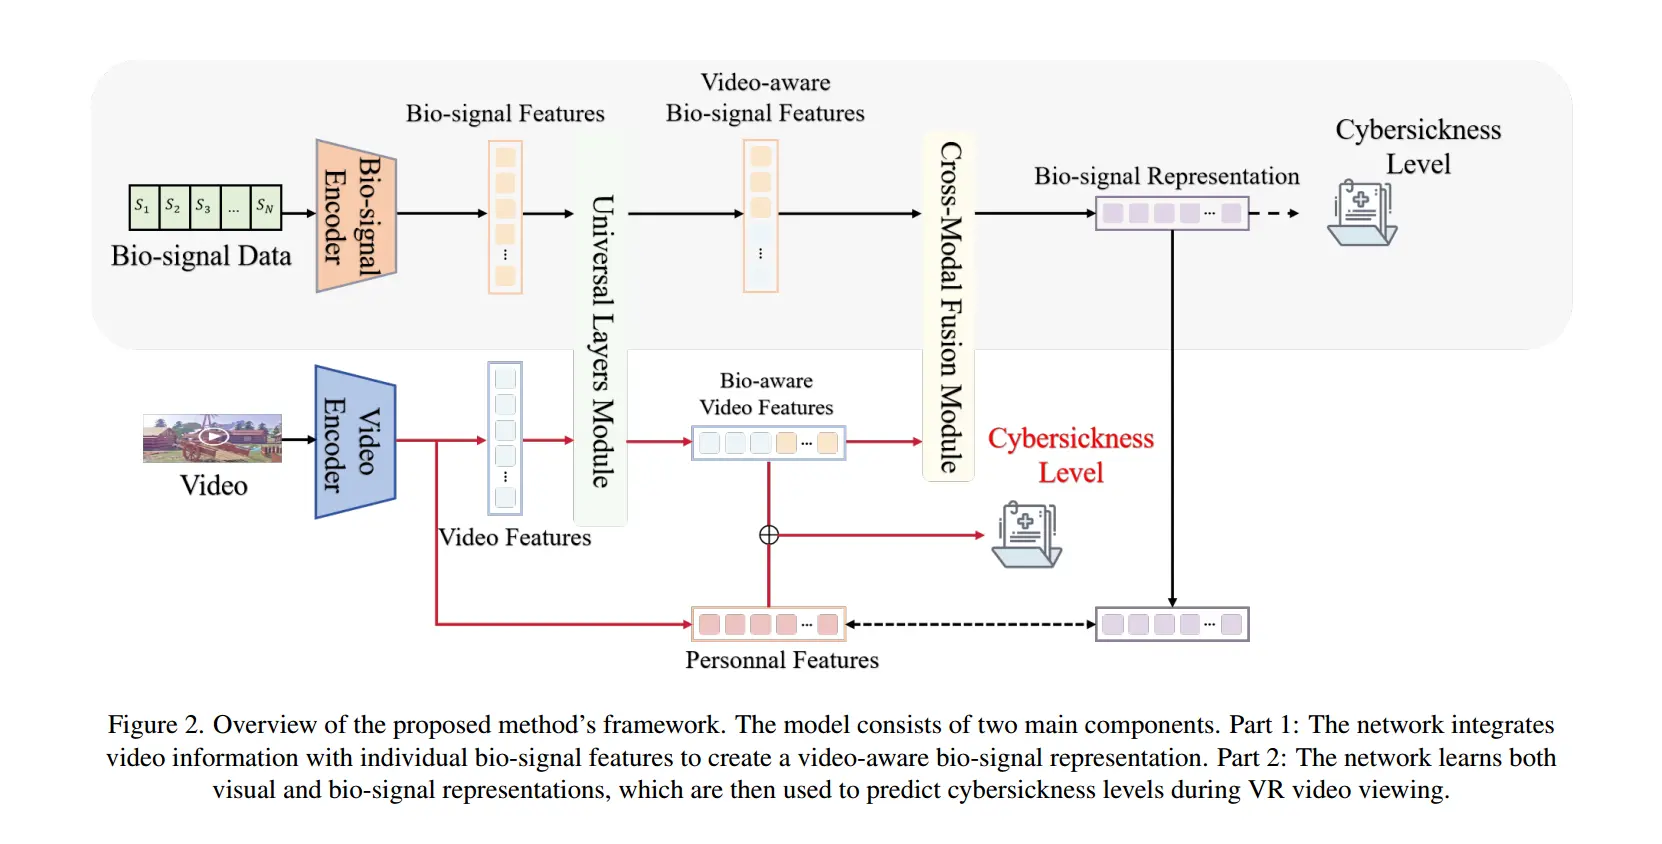 Video-aware
Bio-signal Features
Bio-signal Features
Cybersickness
Level
Bio-signal Representation
Bio-signal
Encoder
S1 S2 S3 ... SN
Bio-signal Data
Universal Layers Module
Cross-Modal Fusion Module
Video
Encoder
Video
Video Features
Bio-aware
Video Features
Cybersickness
Level
Personnal Features
Figure 2. Overview of the proposed method's framework. The model consists of two main components. Part 1: The network integrates
video information with individual bio-signal features to create a video-aware bio-signal representation. Part 2: The network learns both
visual and bio-signal representations, which are then used to predict cybersickness levels during VR video viewing.